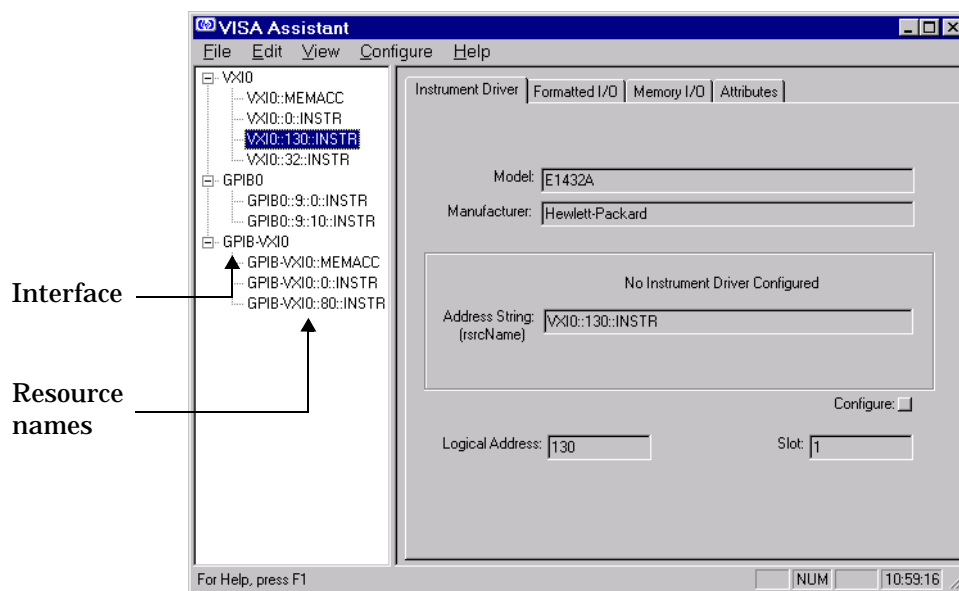 VISA Assistant
File Edit View Configure Help
VXI0
VXI0::MEMACC
VXI0::0::INSTR
VXI0::130::INSTR
VXI0::32::INSTR
GPIB0
GPIB0::9::0::INSTR
GPIB0::9::10::INSTR
GPIB-VXI0
GPIB-VXI0::MEMACC
GPIB-VXI0::0::INSTR
GPIB-VXI0::80::INSTR
Interface
Resource
names
Instrument Driver Formatted I/O Memory I/O Attributes
Model: E1432A
Manufacturer: Hewlett-Packard
No Instrument Driver Configured
Address String: VXI0::130::INSTR
(rsrcName)
Configure:
Logical Address: 130 Slot: 1
For Help, press F1 NUM 10:59:16